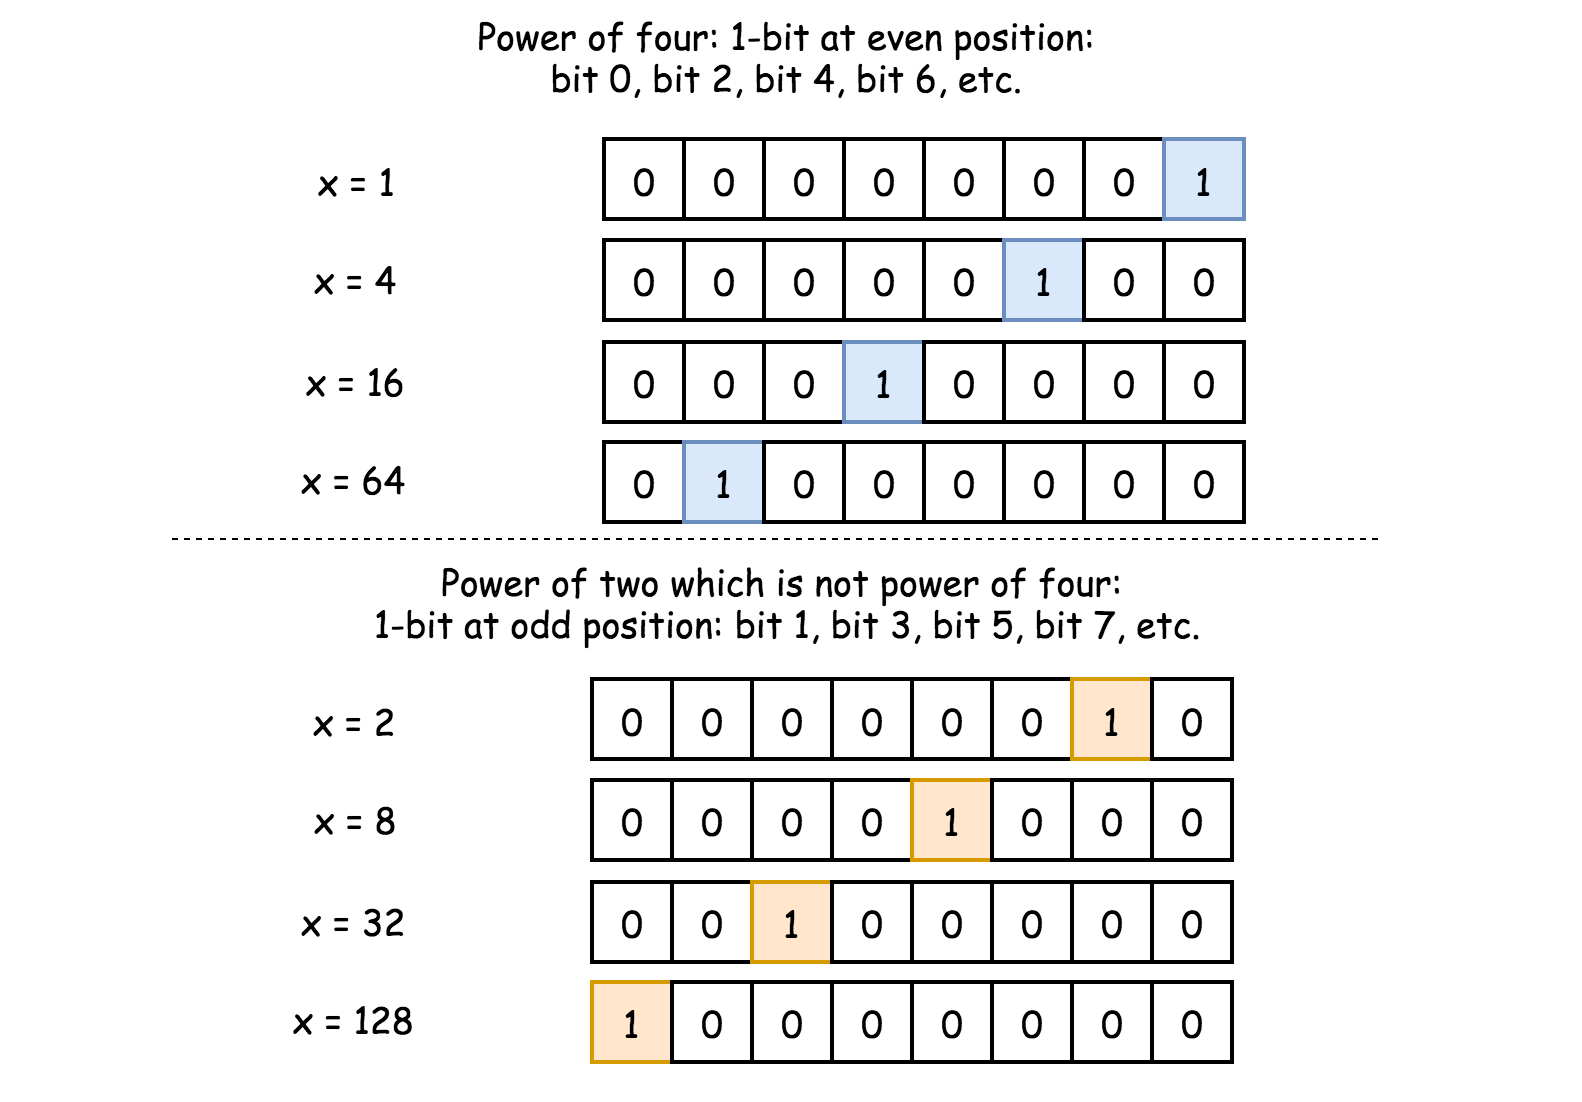 Power of four: 1-bit at even position:
bit 0, bit 2, bit 4, bit 6, etc.
x = 1 0 0 0 0 0 0 0 1
x = 4 0 0 0 0 0 1 0 0
x = 16 0 0 0 1 0 0 0 0
x = 64 0 1 0 0 0 0 0 0
Power of two which is not power of four:
1-bit at odd position: bit 1, bit 3, bit 5, bit 7, etc.
x = 2 0 0 0 0 0 0 1 0
x = 8 0 0 0 0 1 0 0 0
x = 32 0 0 1 0 0 0 0 0
x = 128 1 0 0 0 0 0 0 0